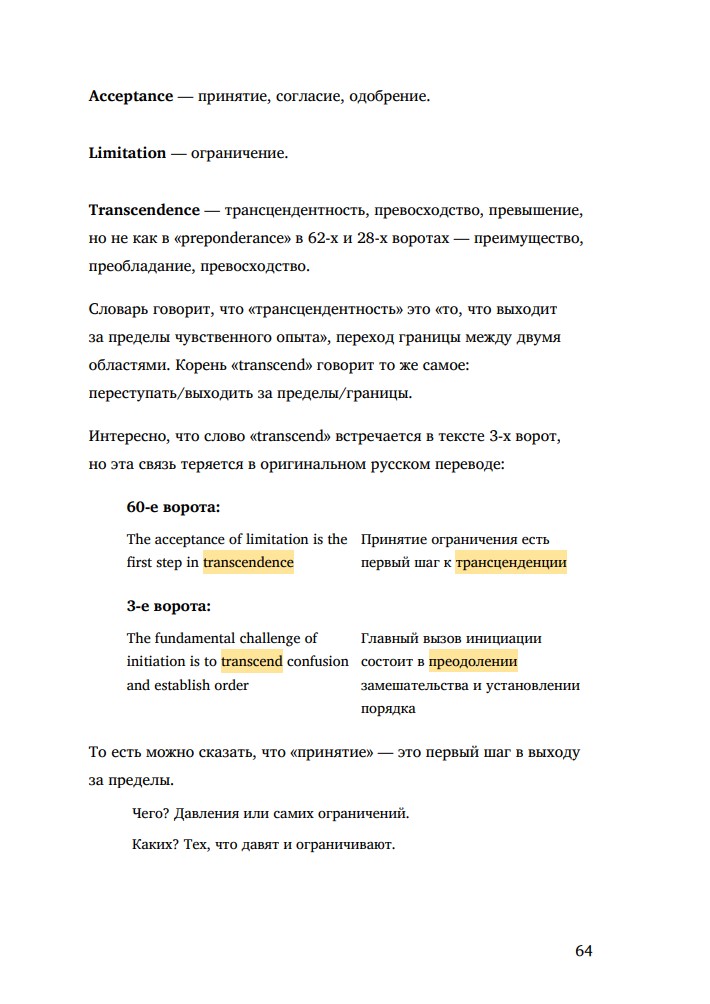 Acceptance — принятие, согласие, одобрение.
Limitation — ограничение.
Transcendence — трансцендентность, превосходство, превышение,
но не как в «preponderance» в 62-х и 28-х воротах — преимущество,
преобладание, превосходство.
Словарь говорит, что «трансцендентность» это «то, что выходит
за пределы чувственного опыта», переход границы между двумя
областями. Корень «transcend» говорит то же самое:
переступать/выходить за пределы/границы.
Интересно, что слово «transcend» встречается в тексте 3-х ворот,
но эта связь теряется в оригинальном русском переводе:
60-е ворота:
The acceptance of limitation is the
first step in transcendence
Принятие ограничения есть
первый шаг к трансценденции
3-е ворота:
The fundamental challenge of
initiation is to transcend confusion
and establish order
Главный вызов инициации
состоит в преодолении
замешательства и установлении
порядка
То есть можно сказать, что «принятие» — это первый шаг в выходу
за пределы.
Чего? Давления или самих ограничений.
Каких? Тех, что давят и ограничивают.
64